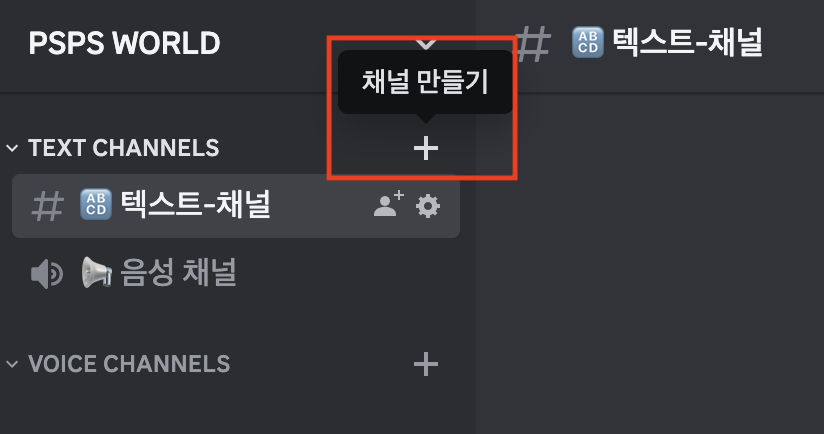 PSPS WORLD
채널 만들기
# 🔠 텍스트-채널
TEXT CHANNELS
# 🔠 텍스트-채널
음성 채널
VOICE CHANNELS